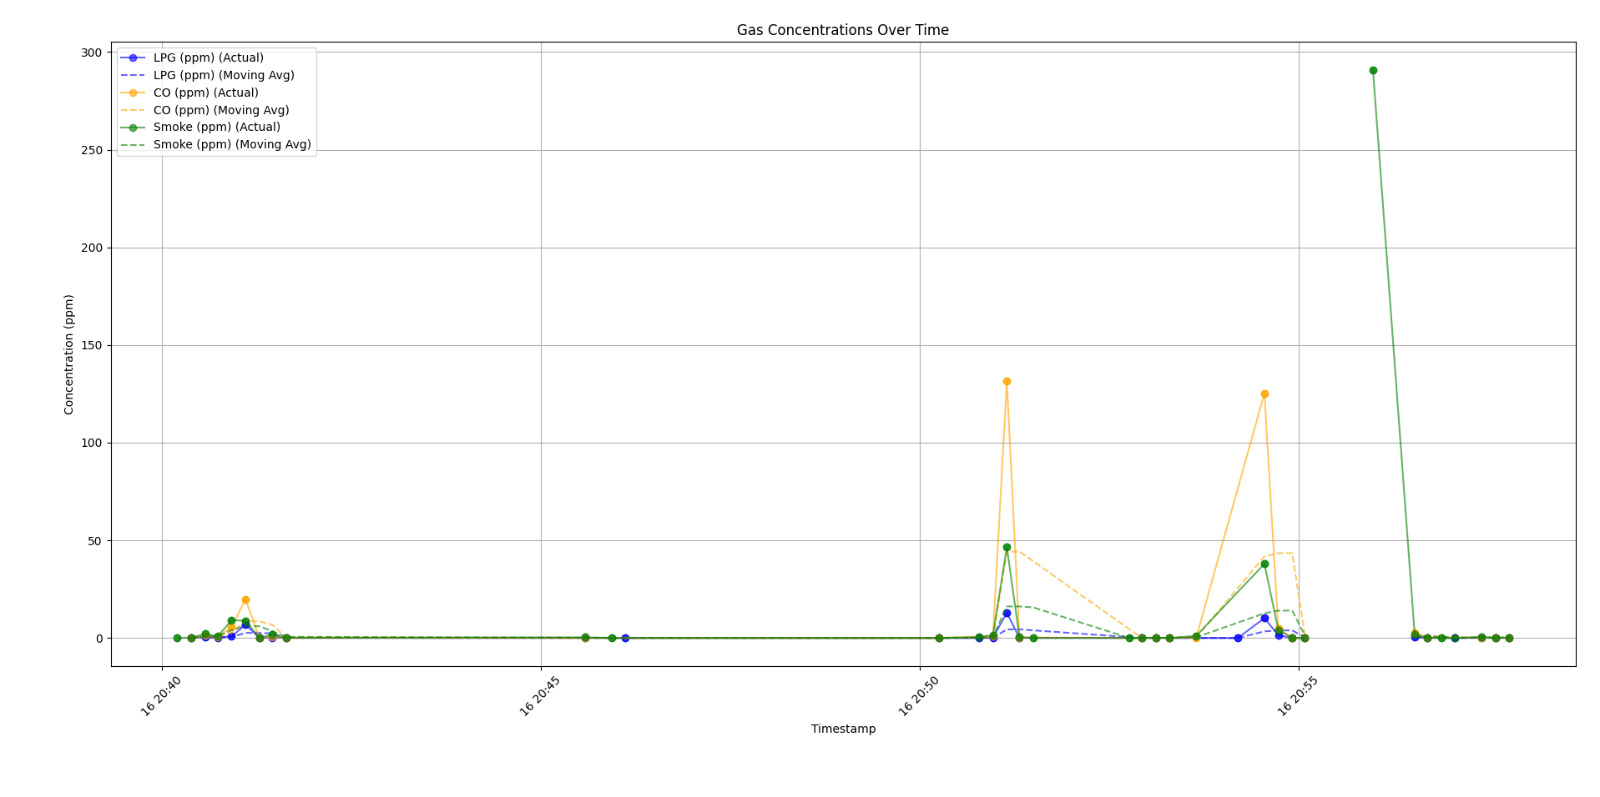 Gas Concentrations Over Time
300
250
200
150
100
50
0
Concentration (ppm)
LPG (ppm) (Actual)
LPG (ppm) (Moving Avg)
CO (ppm) (Actual)
CO (ppm) (Moving Avg)
Smoke (ppm) (Actual)
Smoke (ppm) (Moving Avg)
16 20:40
16 20:45
16 20:50
16 20:55
Timestamp